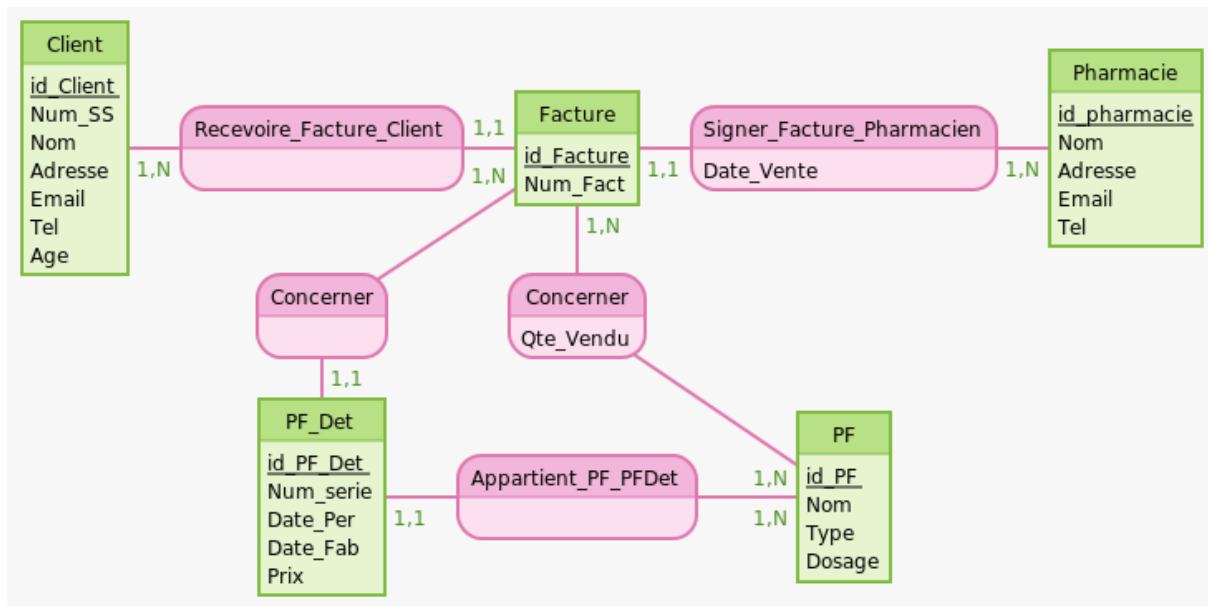 Client
id_Client
Num_SS
Nom
Adresse
Email
Tel
Age
1,N
Recevoire_Facture_Client
1,1
1,N
Facture
id_Facture
Num_Fact
1,1
1,N
Signer_Facture_Pharmacien
Date_Vente
1,N
Pharmacie
id_pharmacie
Nom
Adresse
Email
Tel
Concerner
1,1
Concerner
Qte_Vendu
PF_Det
id_PF_Det
Num_serie
Date_Per
Date_Fab
Prix
1,1
Appartient_PF_PFDet
1,N
1,N
PF
id_PF
Nom
Type
Dosage